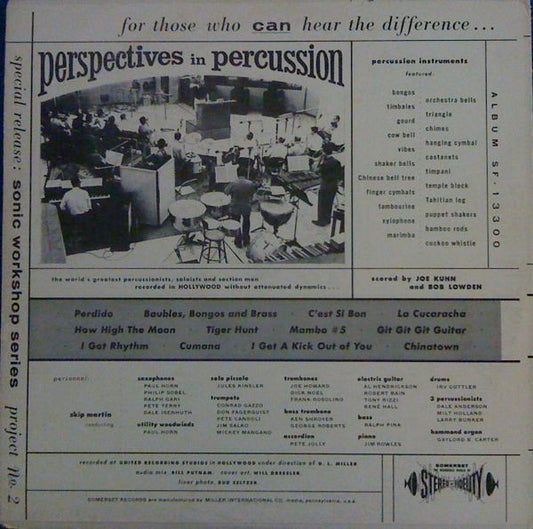 for those who can hear the difference...
perspectives in percussion
percussion instruments
featured:
bongos
timbales
gourd
cow bell
vibes
shaker bells
Chinese bell tree
finger cymbals
tambourine
xylophone
marimba
orchestra bells
triangle
chimes
hanging cymbal
castanets
timpani
temple block
Tahitian log
puppet shakers
bamboo rods
cuckoo whistle
ALBUM SF-13300
special release: sonic workshop series project No. 2
the world's greatest percussionists, soloists and section men
recorded in HOLLYWOOD without attenuated dynamics...
scored by JOE KUHN
and BOB LOWDEN
Perdido Baubles, Bongos and Brass C'est Si Bon La Cucaracha
How High The Moon Tiger Hunt Mambo #5 Git Git Git Guitar
I Got Rhythm Cumana I Get A Kick Out of You Chinatown
personnel:
skip martin
conducting
saxophones
PAUL HORN
PHILIP SOBEL
RALPH GARI
PETE TERRY
DALE ISENHUTH
utility woodwinds
PAUL HORN
solo piccolo
JULES KINSLER
trumpets
CONRAD GAZZO
DON FAGERQUIST
PETE CANDOLI
JIM SALKO
MICKEY MANGANO
trombones
JOE HOWARD
DICK NOEL
FRANK ROSOLINO
bass trombone
KEN SHROYER
GEORGE ROBERTS
accordion
PETE JOLLY
electric guitar
AL HENDRICKSON
ROBERT BAIN
TONY RIZZI
RENE HALL
bass
RALPH PINA
piano
JIM ROWLES
drums
IRV COTTLER
3 percussionists
DALE ANDERSON
MILT HOLLAND
LARRY BUNKER
hammond organ
GAYLORD B. CARTER
recorded at UNITED RECORDING STUDIOS in HOLLYWOOD under direction of D. L. MILLER
audio mix BILL PUTNAM. cover art. WILL DRESSLER.
liner photo BUD SELTZER
SOMERSET RECORDS are manufactured by MILLER INTERNATIONAL CO. media, pennsylvania, u.s.a.
SOMERSET
STEREO-FIDELITY